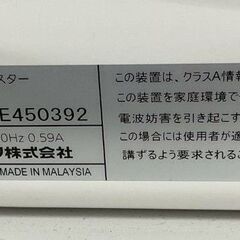 スター
E450392
0Hz 0.59A
株式会社
MADE IN MALAYSIA
この装置は、クラスA情報
この装置を家庭環境で
電波妨害を引き起こす
この場合には使用者が適
講ずるよう要求されるこ